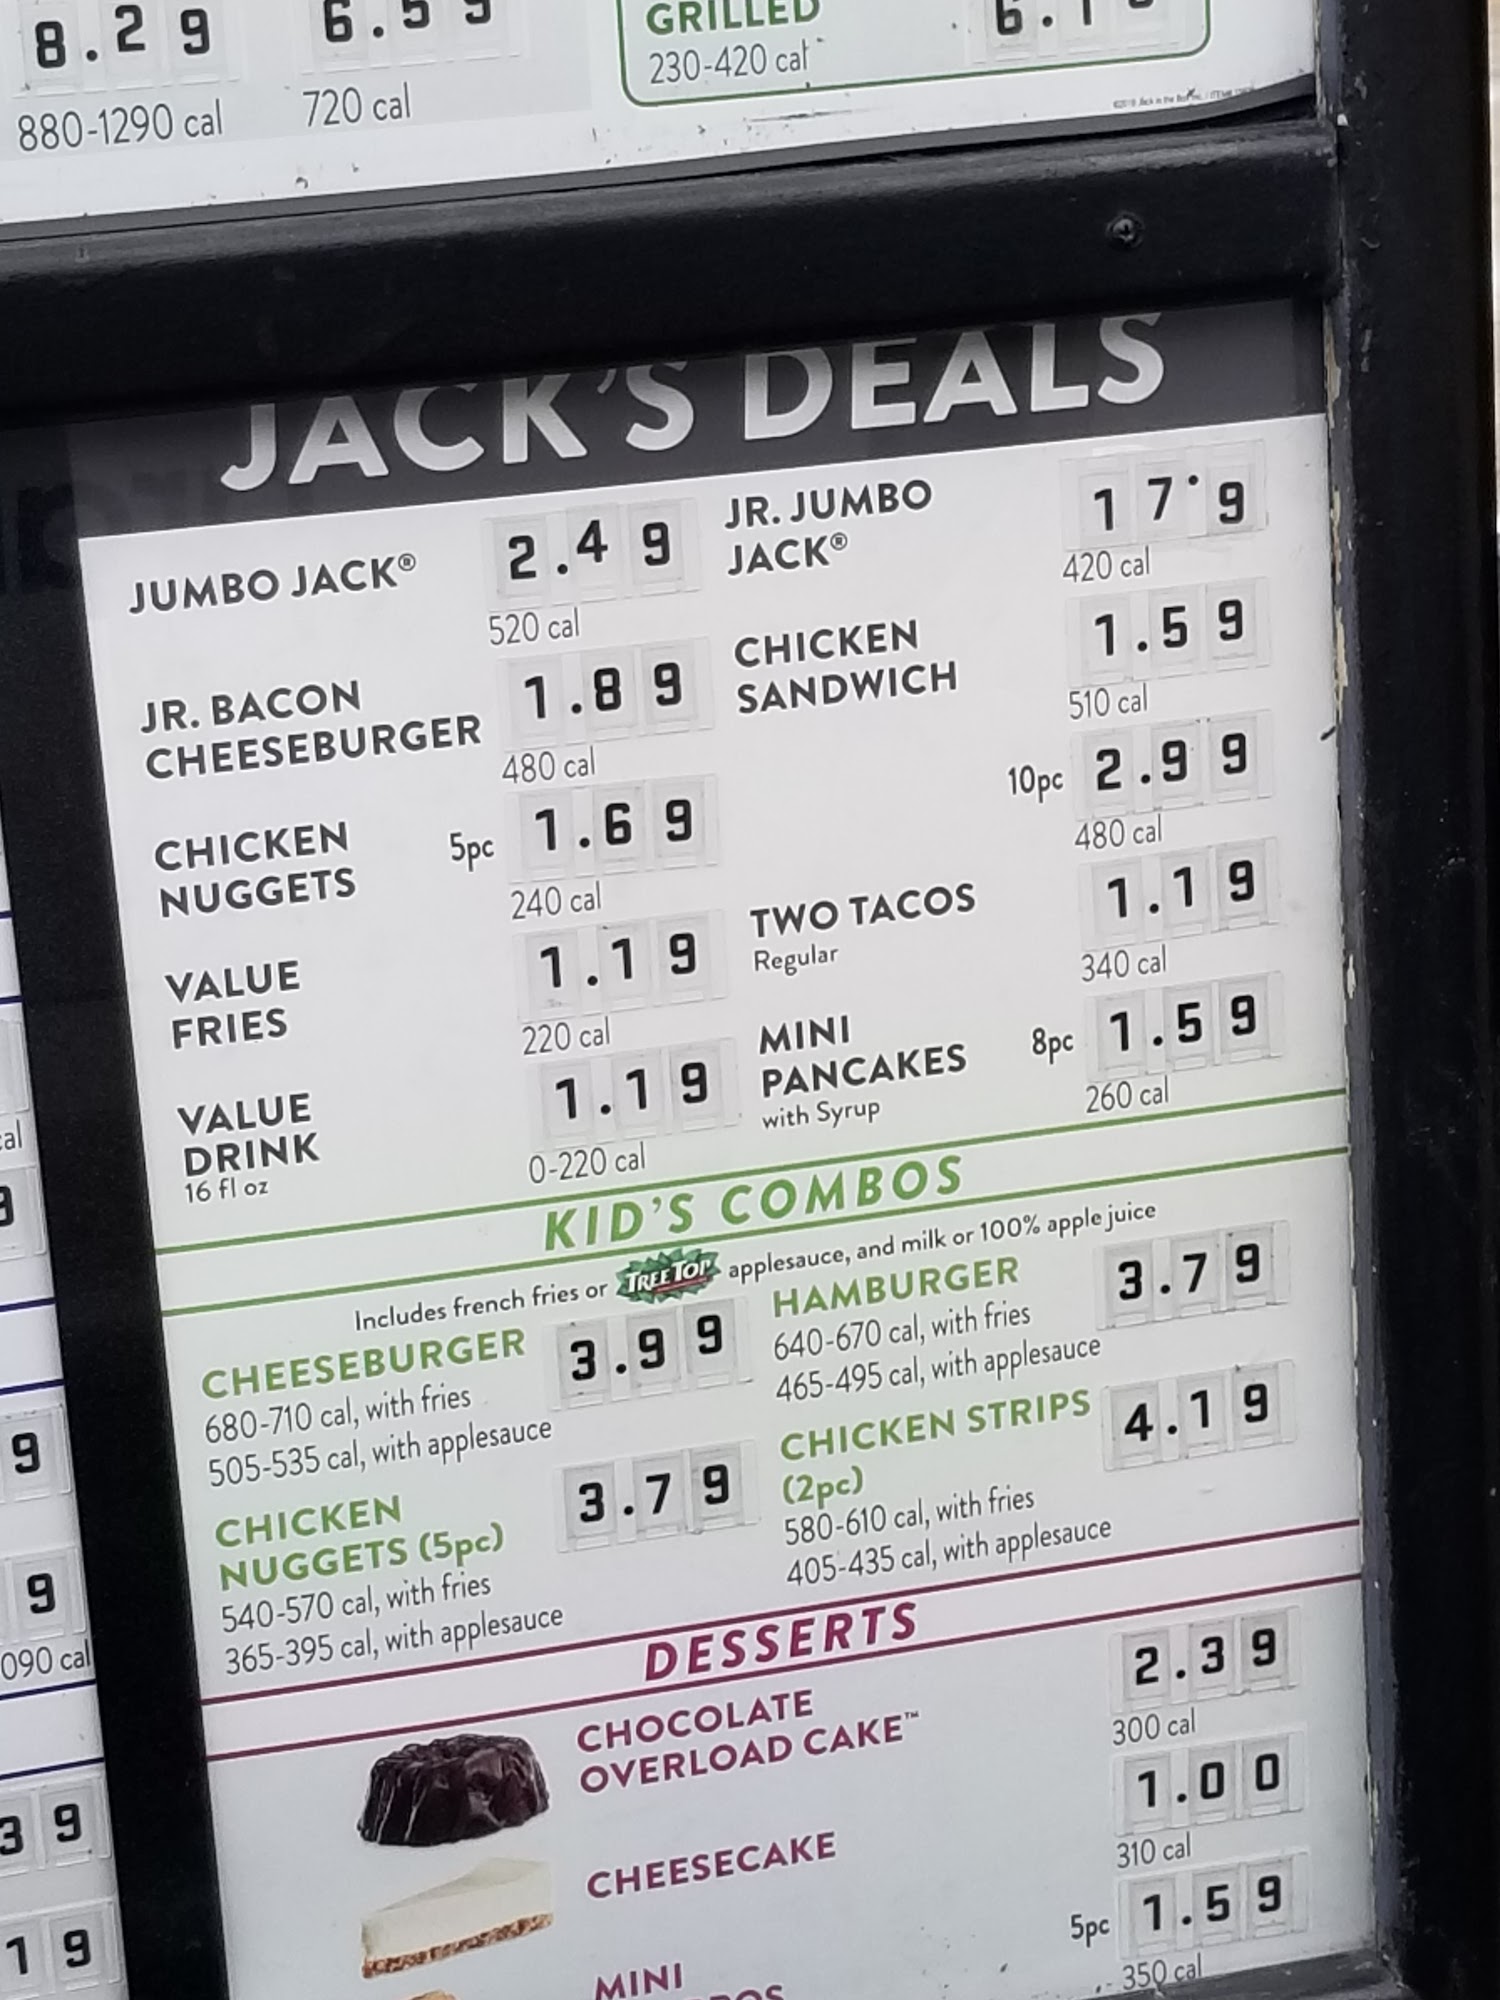 8.29
6.59
GRILLED
880-1290 cal
720 cal
230-420 cal
JACK'S DEALS
JUMBO JACK®
2.49
520 cal
JR. JUMBO
JACK®
17·9
420 cal
JR. BACON
CHEESEBURGER
1.89
480 cal
CHICKEN
SANDWICH
1.59
510 cal
CHICKEN
NUGGETS
5pc
1.69
240 cal
10pc
2.99
480 cal
VALUE
FRIES
1.19
220 cal
TWO TACOS
Regular
1.19
340 cal
VALUE
DRINK
16 fl oz
1.19
0-220 cal
MINI
PANCAKES
with Syrup
8pc
1.59
260 cal
KID'S COMBOS
Includes french fries or TREE TOP applesauce, and milk or 100% apple juice
CHEESEBURGER
3.99
680-710 cal, with fries
505-535 cal, with applesauce
HAMBURGER
3.79
640-670 cal, with fries
465-495 cal, with applesauce
CHICKEN
NUGGETS (5pc)
3.79
540-570 cal, with fries
365-395 cal, with applesauce
CHICKEN STRIPS
(2pc)
4.19
580-610 cal, with fries
405-435 cal, with applesauce
DESSERTS
CHOCOLATE
OVERLOAD CAKE™
2.39
300 cal
CHEESECAKE
1.00
310 cal
MINI
5pc
1.59
350 cal
9
9
090 cal
39
19